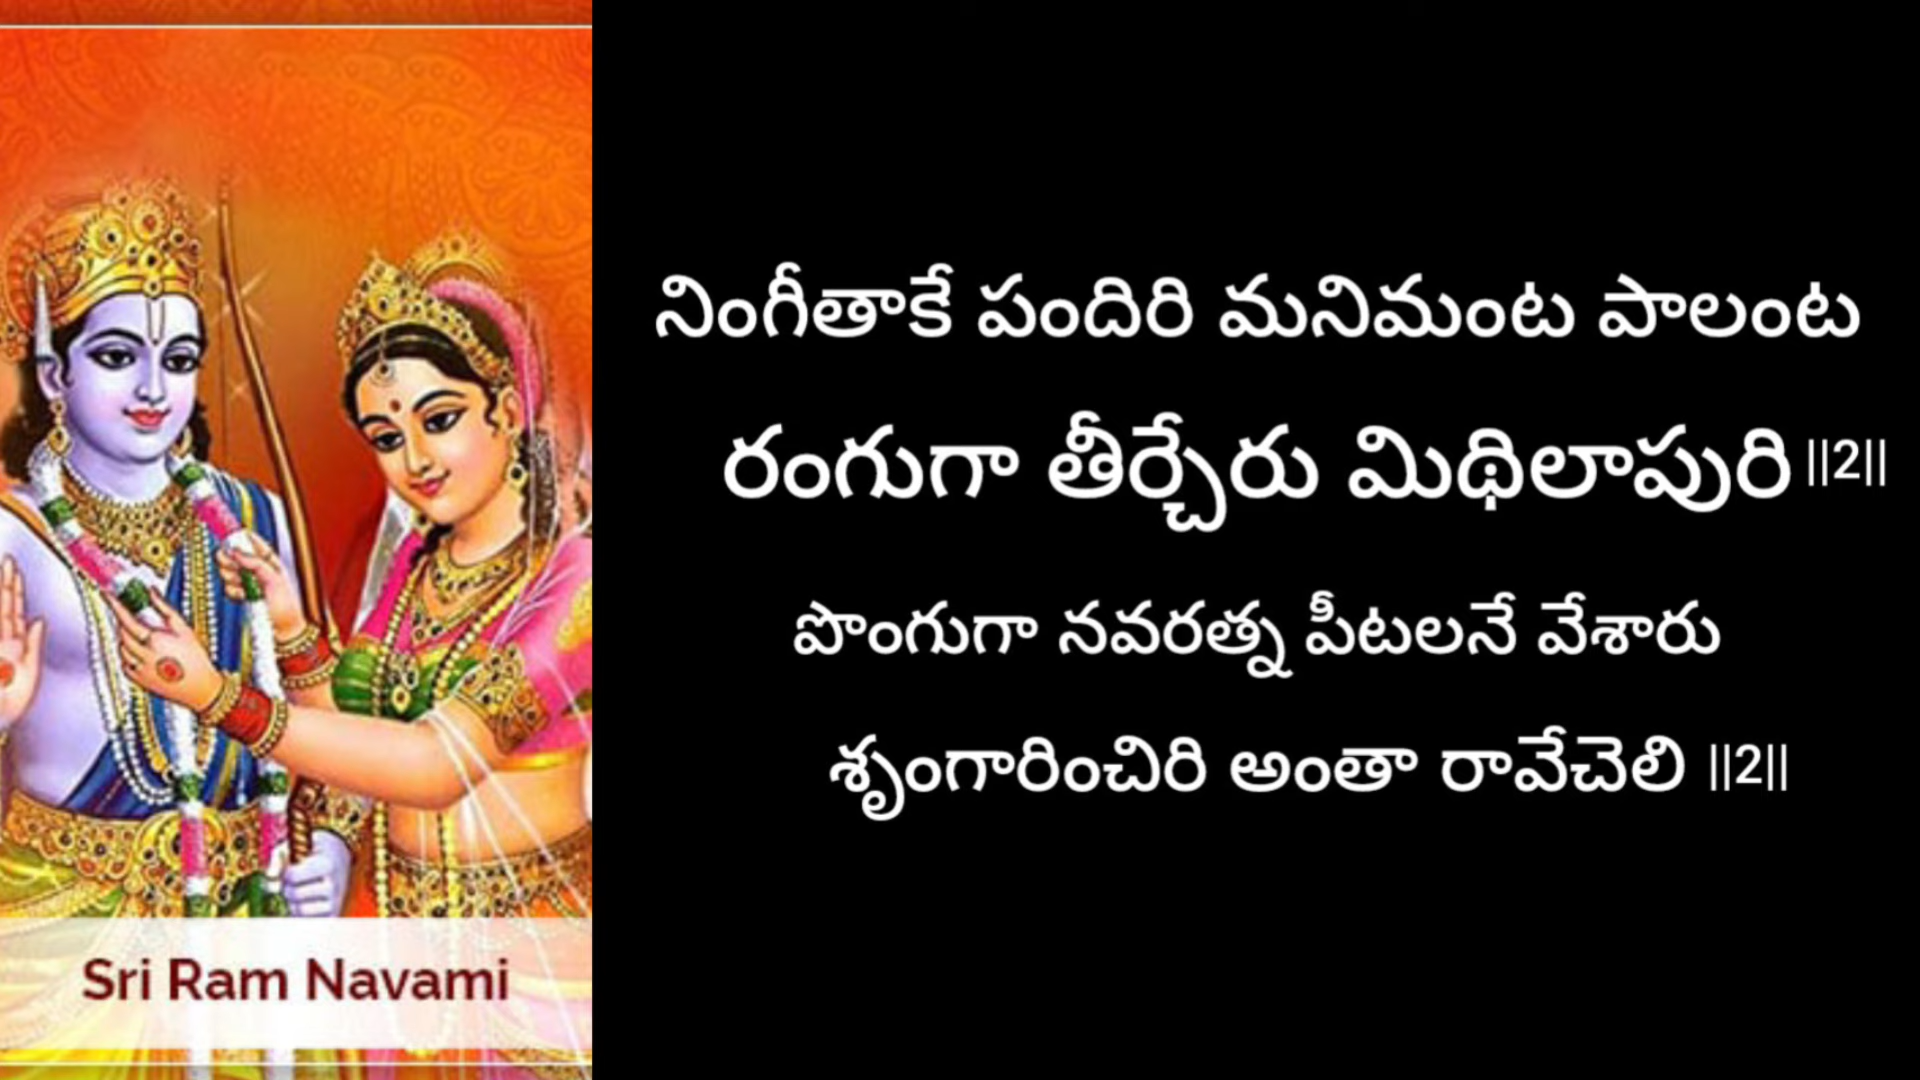 Sri Ram Navami
నింగీతాకే పందిరి మనిమంట పాలంట
రంగుగా తీర్చేరు మిథిలాపురి ||2||
పొంగుగా నవరత్న పీటలనే వేశారు
శృంగారించిరి అంతా రావేచెలి ||2||